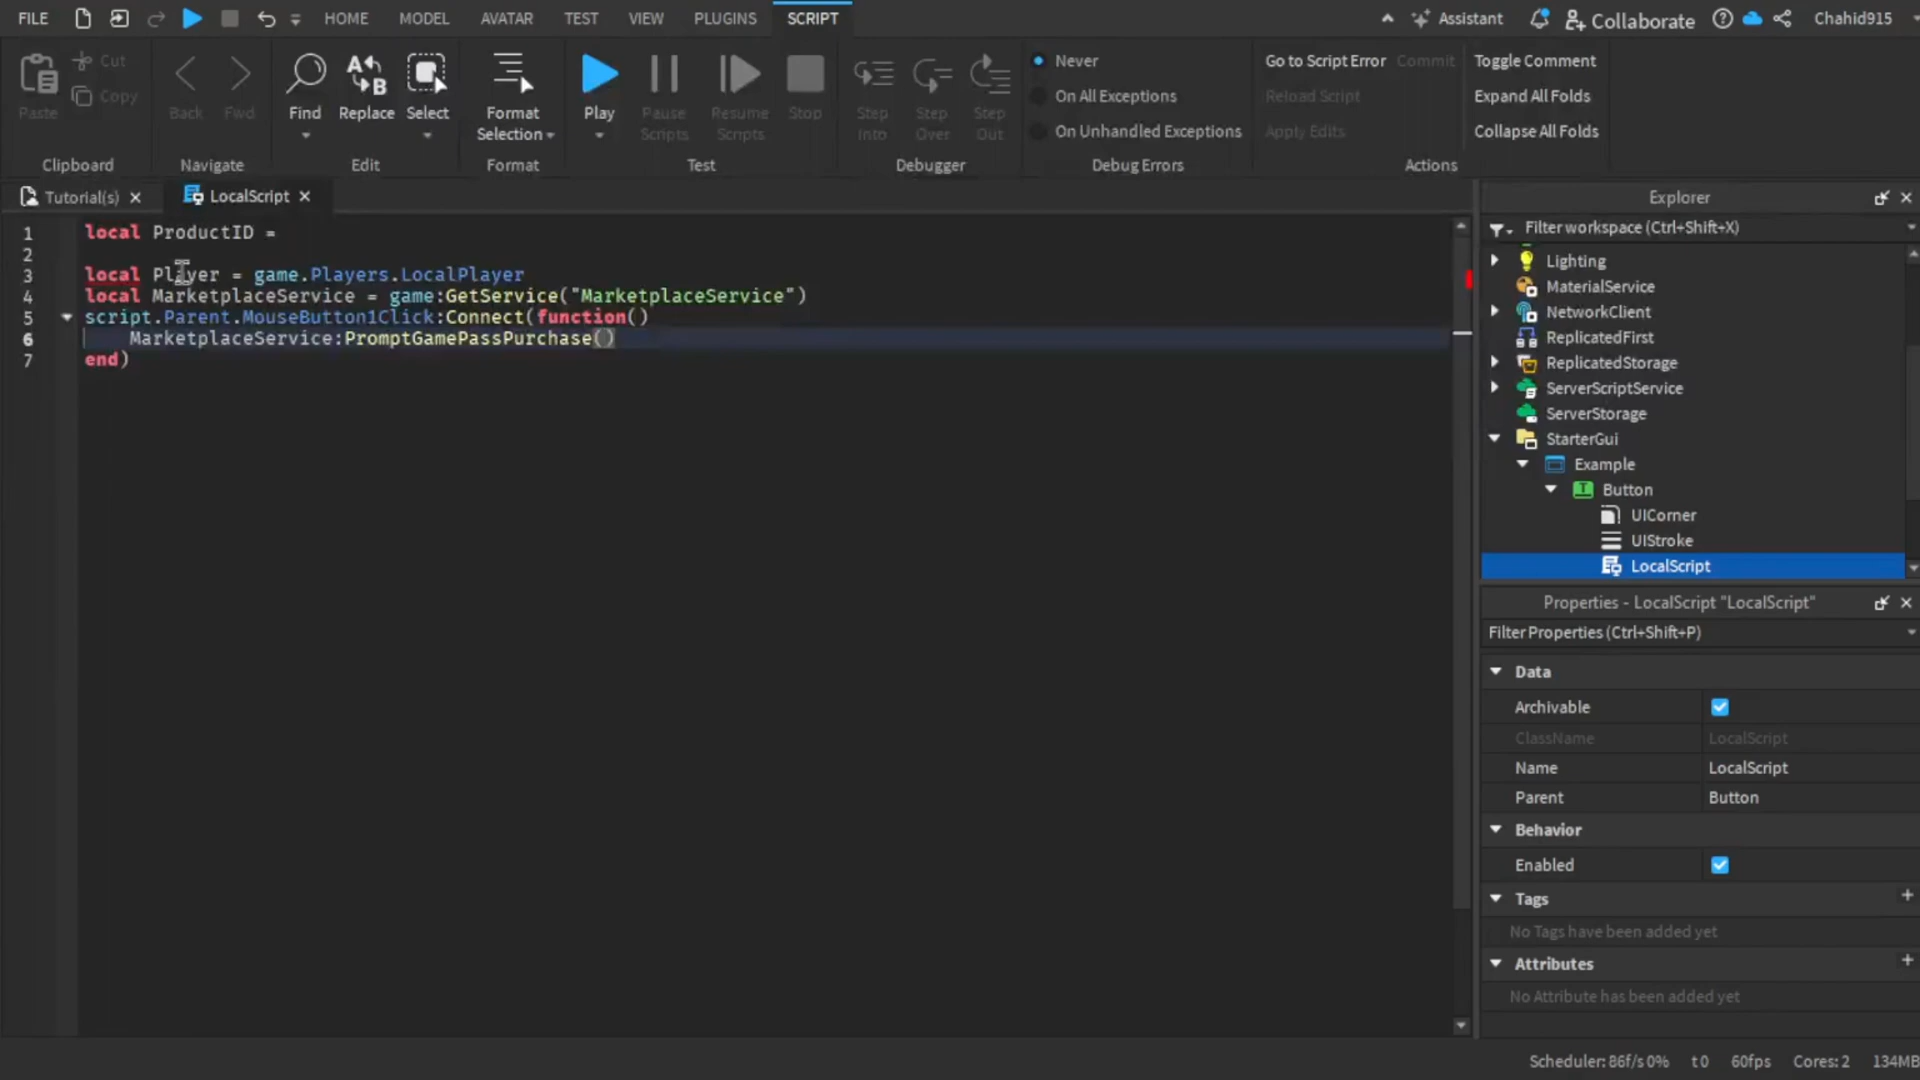 FILE HOME MODEL AVATAR TEST VIEW PLUGINS SCRIPT Assistant Collaborate Chahid915
Paste Cut Copy Back Fwd Find Replace Select Format Selection Play Pause Scripts Resume Scripts Stop Step Into Step Over Step Out
Never
On All Exceptions
On Unhandled Exceptions
Go to Script Error Commit
Reload Script
Apply Edits
Toggle Comment
Expand All Folds
Collapse All Folds
Clipboard Navigate Edit Format Test Debugger Debug Errors Actions
Tutorial(s) LocalScript
1 local ProductID =
2
3 local Player = game.Players.LocalPlayer
4 local MarketplaceService = game:GetService("MarketplaceService")
5 script.Parent.MouseButton1Click:Connect(function()
6 MarketplaceService:PromptGamePassPurchase()
7 end)
Explorer
Filter workspace (Ctrl+Shift+X)
Lighting
MaterialService
NetworkClient
ReplicatedFirst
ReplicatedStorage
ServerScriptService
ServerStorage
StarterGui
Example
Button
UICorner
UIStroke
LocalScript
Properties - LocalScript "LocalScript"
Filter Properties (Ctrl+Shift+P)
Data
Archivable
ClassName LocalScript
Name LocalScript
Parent Button
Behavior
Enabled
Tags
No Tags have been added yet
Attributes
No Attribute has been added yet
Scheduler: 86f/s 0% t 0 60fps Cores: 2 134MB